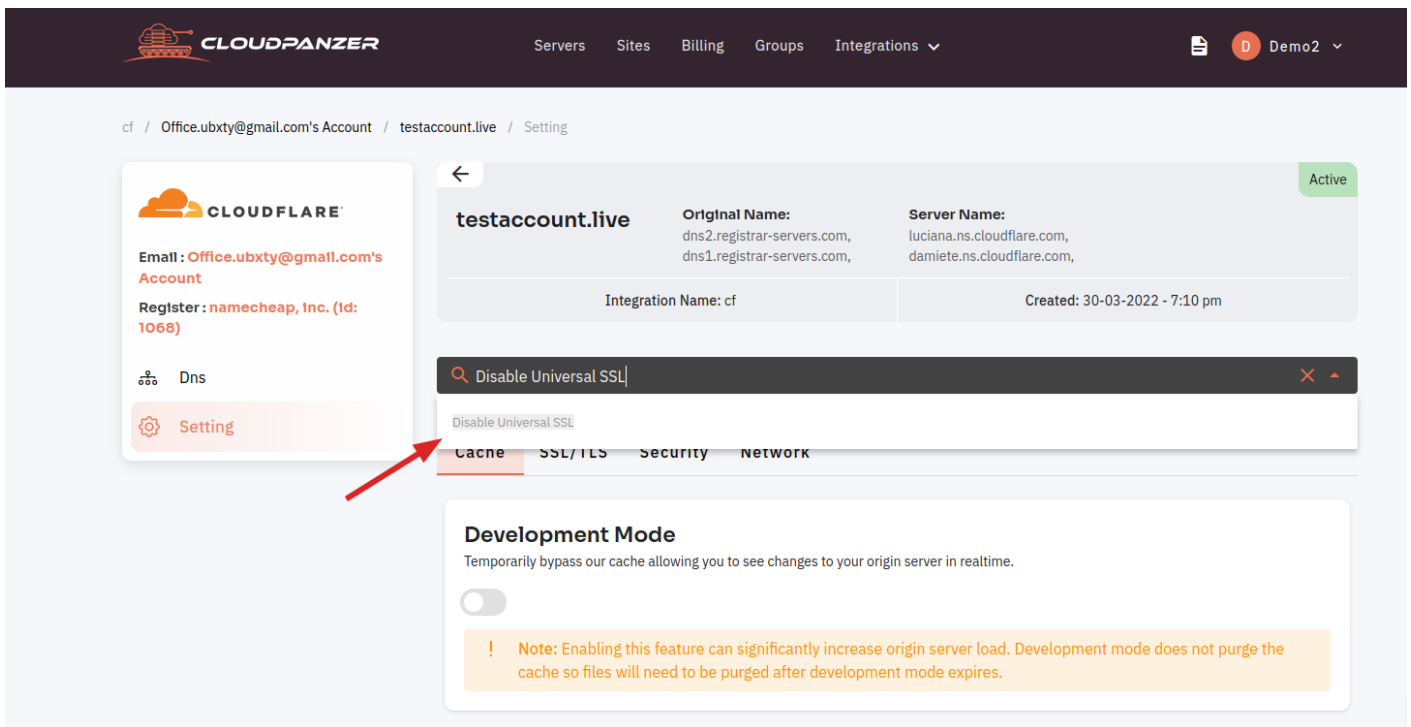 CLOUDPANZER
Servers Sites Billing Groups Integrations
D Demo2
cf / Office.ubxty@gmail.com's Account / testaccount.live / Setting
CLOUDFLARE
Email : Office.ubxty@gmail.com's
Account
Register : namecheap, inc. (id:
1068)
Dns
Setting
Active
testaccount.live
Original Name:
dns2.registrar-servers.com,
dns1.registrar-servers.com,
Server Name:
luciana.ns.cloudflare.com,
damiete.ns.cloudflare.com,
Integration Name: cf
Created: 30-03-2022 - 7:10 pm
Disable Universal SSL
Disable Universal SSL
Cache SSL/TLS Security Network
Development Mode
Temporarily bypass our cache allowing you to see changes to your origin server in realtime.
! Note: Enabling this feature can significantly increase origin server load. Development mode does not purge the
cache so files will need to be purged after development mode expires.